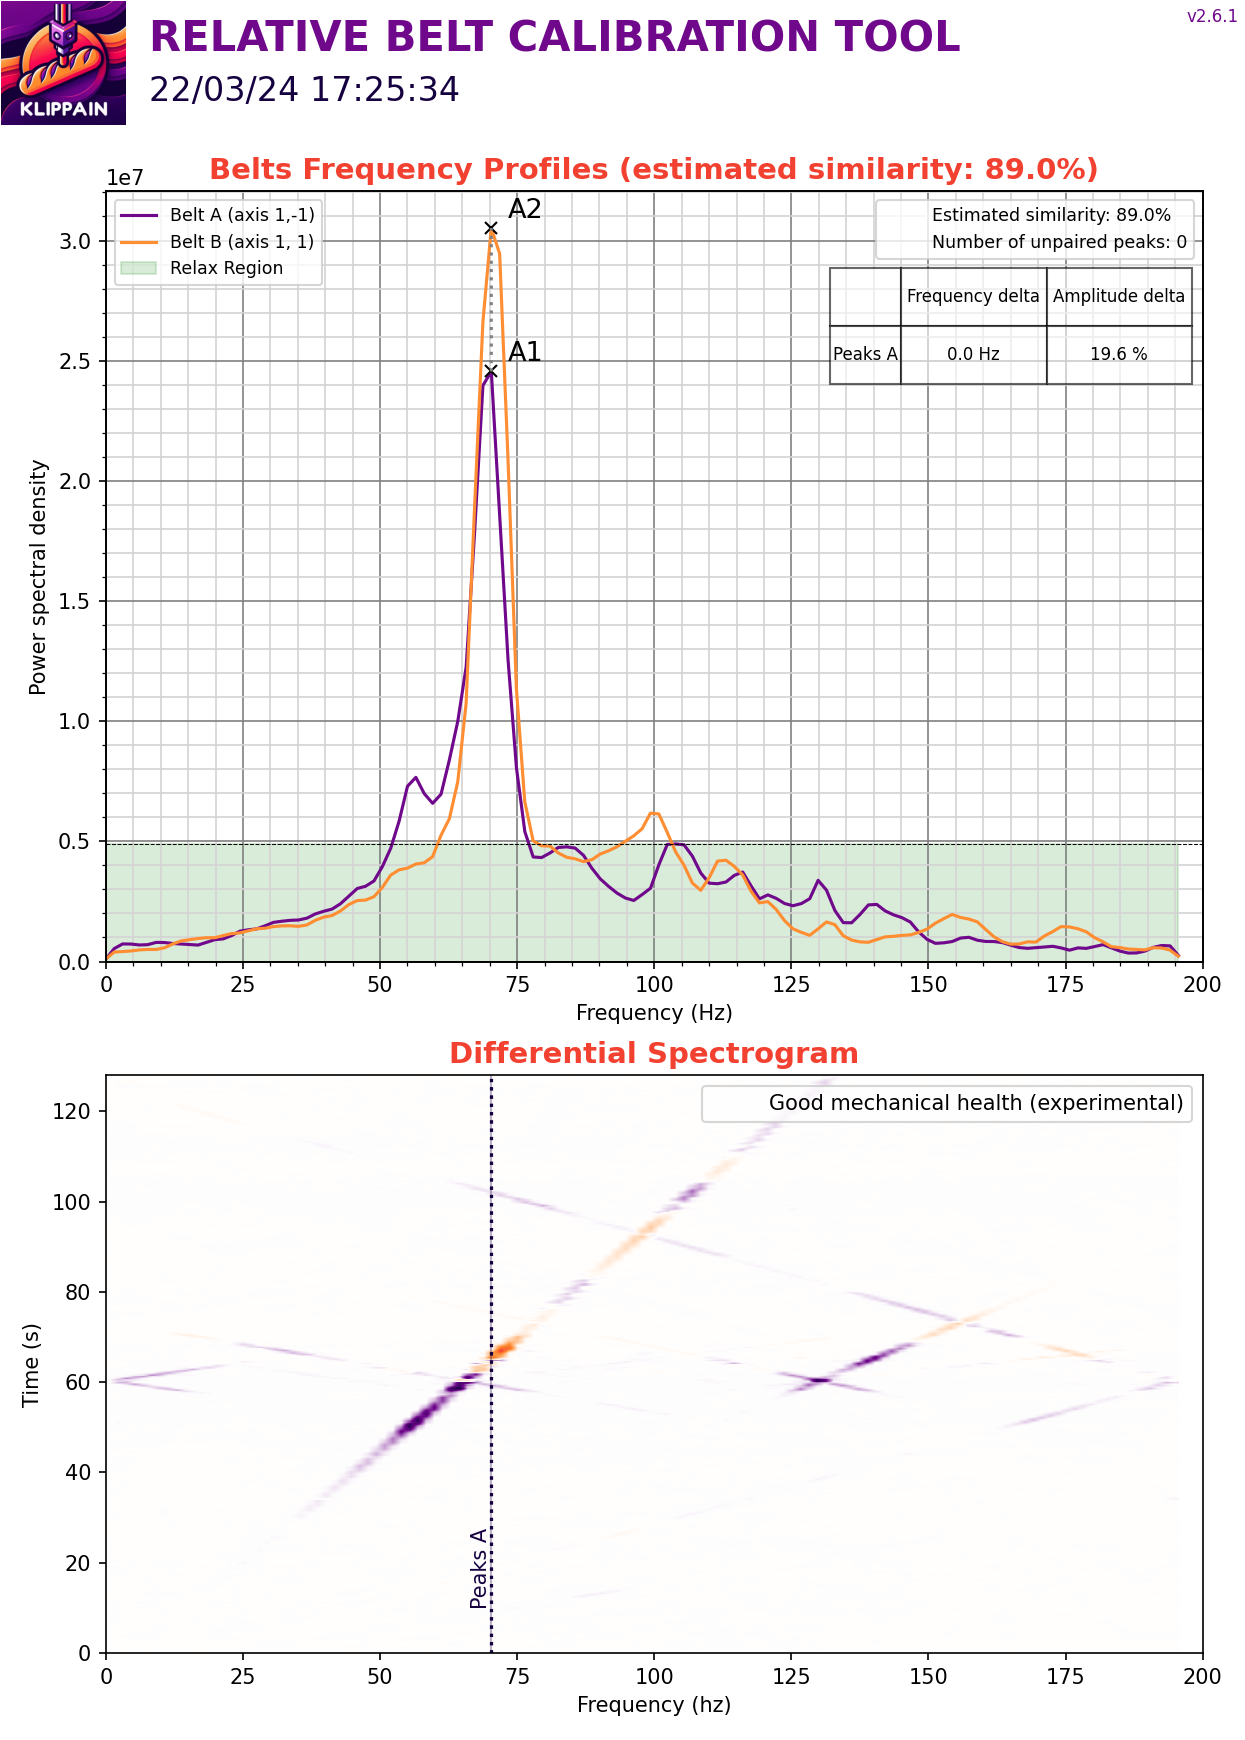 KLIPPAIN
RELATIVE BELT CALIBRATION TOOL
v2.6.1
22/03/24 17:25:34
Belts Frequency Profiles (estimated similarity: 89.0%)
1e7
Belt A (axis 1,-1)
Belt B (axis 1, 1)
Relax Region
A2
A1
Estimated similarity: 89.0%
Number of unpaired peaks: 0
Frequency delta Amplitude delta
Peaks A 0.0 Hz 19.6 %
Power spectral density
3.0
2.5
2.0
1.5
1.0
0.5
0.0
0 25 50 75 100 125 150 175 200
Frequency (Hz)
Differential Spectrogram
Good mechanical health (experimental)
Time (s)
120
100
80
60
40
20
0
Peaks A
0 25 50 75 100 125 150 175 200
Frequency (hz)